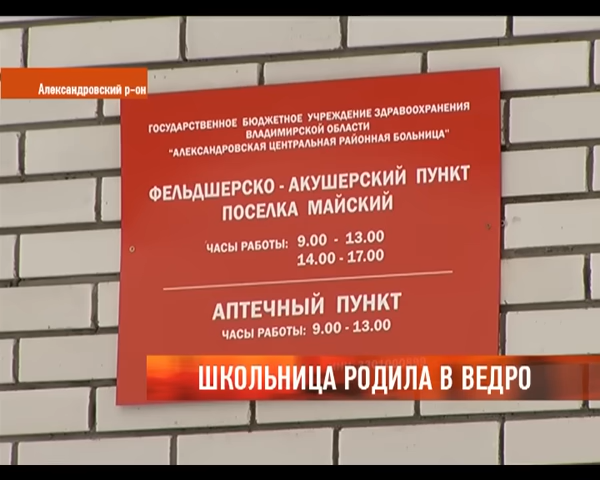 Александровский р-он
ГОСУДАРСТВЕННОЕ БЮДЖЕТНОЕ УЧРЕЖДЕНИЕ ЗДРАВООХРАНЕНИЯ
ВЛАДИМИРСКОЙ ОБЛАСТИ
"АЛЕКСАНДРОВСКАЯ ЦЕНТРАЛЬНАЯ РАЙОННАЯ БОЛЬНИЦА"
ФЕЛЬДШЕРСКО - АКУШЕРСКИЙ ПУНКТ
ПОСЕЛКА МАЙСКИЙ
ЧАСЫ РАБОТЫ: 9.00 - 13.00
14.00 - 17.00
АПТЕЧНЫЙ ПУНКТ
ЧАСЫ РАБОТЫ: 9.00 - 13.00
ШКОЛЬНИЦА РОДИЛА В ВЕДРО